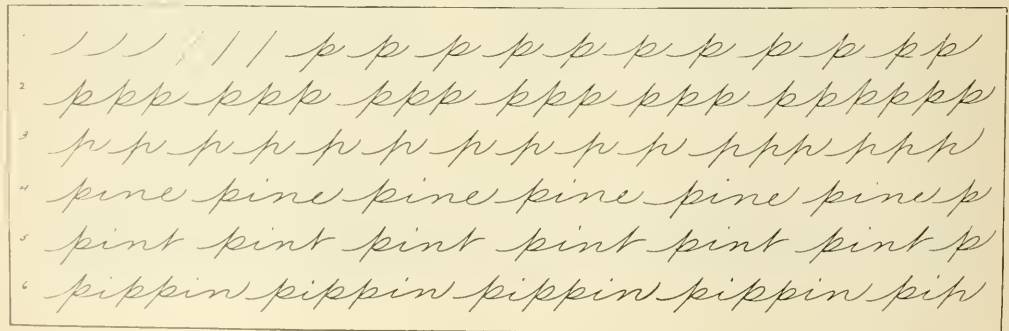 p p p p p p p p p pp
2 ppp ppp ppp ppp ppp pppppp
3 p p p p p p p p p p ppp ppp
4 pine pine pine pine pine pine p
5 pint pint pint pint pint pint p
6 pippin pippin pippin pippin pip